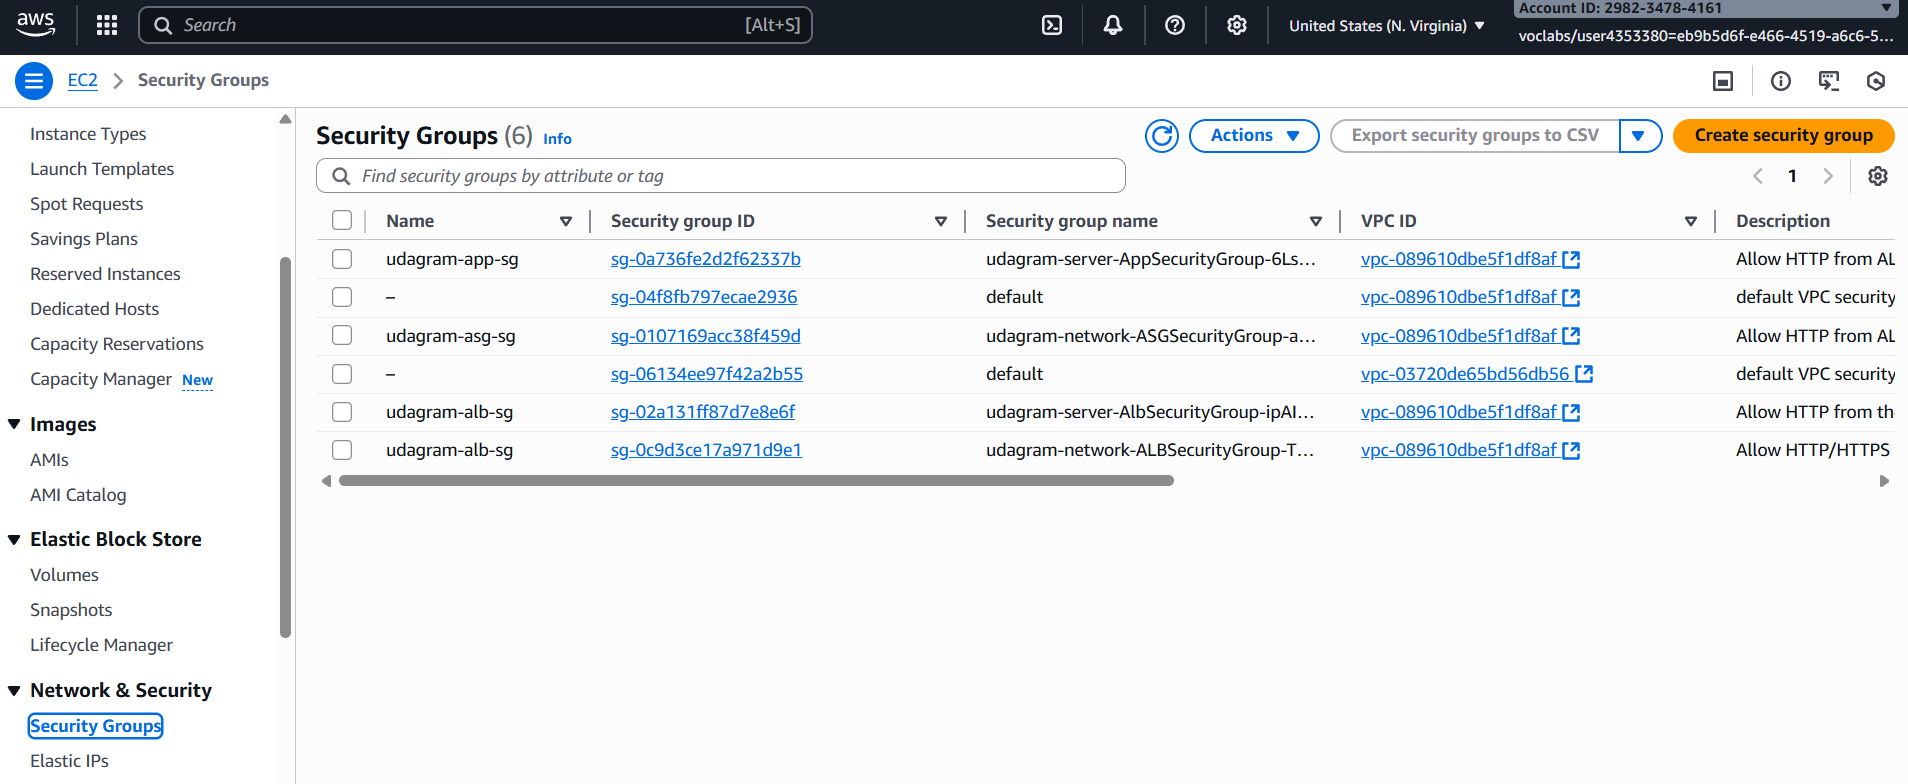 aws
Search [Alt+S]
United States (N. Virginia)
Account ID: 2982-3478-4161
voclabs/user4353380=eb9b5d6f-e466-4519-a6c6-5...
EC2 Security Groups
Instance Types
Launch Templates
Spot Requests
Savings Plans
Reserved Instances
Dedicated Hosts
Capacity Reservations
Capacity Manager New
Images
AMIs
AMI Catalog
Elastic Block Store
Volumes
Snapshots
Lifecycle Manager
Network & Security
Security Groups
Elastic IPs
Security Groups (6) Info
Actions
Export security groups to CSV
Create security group
Find security groups by attribute or tag
1
Name Security group ID Security group name VPC ID Description
udagram-app-sg sg-0a736fe2d2f62337b udagram-server-AppSecurityGroup-6Ls... vpc-089610dbe5f1df8af Allow HTTP from AL
– sg-04f8fb797ecae2936 default vpc-089610dbe5f1df8af default VPC security
udagram-asg-sg sg-0107169acc38f459d udagram-network-ASGSecurityGroup-a... vpc-089610dbe5f1df8af Allow HTTP from AL
– sg-06134ee97f42a2b55 default vpc-03720de65bd56db56 default VPC security
udagram-alb-sg sg-02a131ff87d7e8e6f udagram-server-AlbSecurityGroup-ipAI... vpc-089610dbe5f1df8af Allow HTTP from the
udagram-alb-sg sg-0c9d3ce17a971d9e1 udagram-network-ALBSecurityGroup-T... vpc-089610dbe5f1df8af Allow HTTP/HTTPS